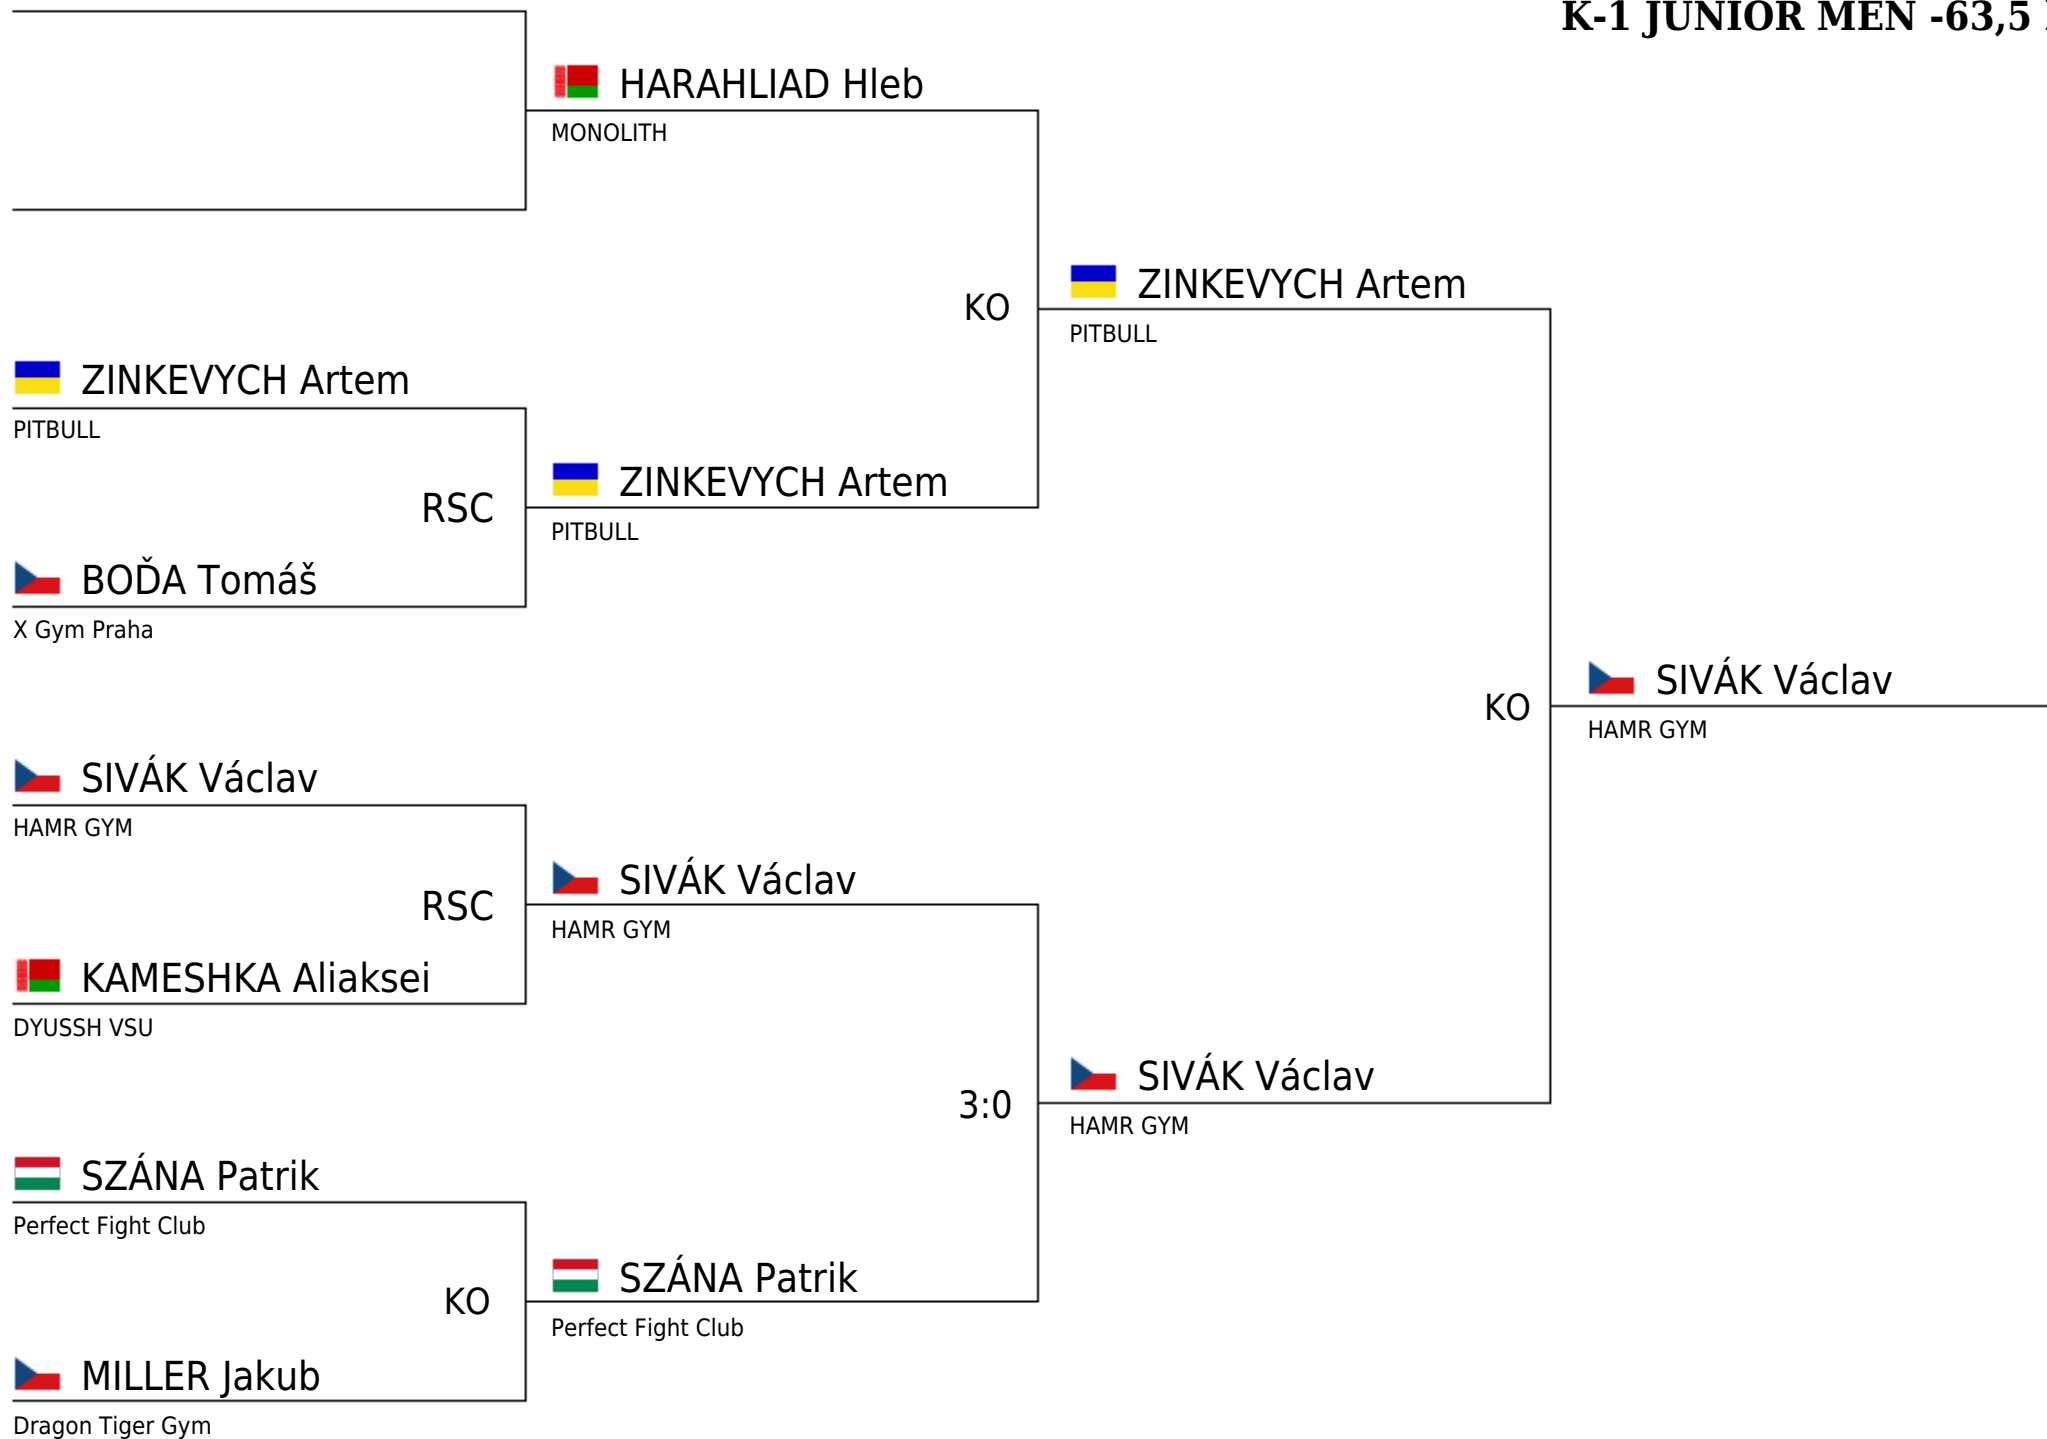 K-1 JUNIOR MEN -63,5
HARAHLIAD Hleb
MONOLITH
ZINKEVYCH Artem
PITBULL
KO
ZINKEVYCH Artem
PITBULL
ZINKEVYCH Artem
PITBULL
RSC
BOĎA Tomáš
X Gym Praha
SIVÁK Václav
HAMR GYM
KO
SIVÁK Václav
HAMR GYM
SIVÁK Václav
HAMR GYM
RSC
KAMESHKA Aliaksei
DYUSSH VSU
SIVÁK Václav
HAMR GYM
3:0
SZÁNA Patrik
Perfect Fight Club
SZÁNA Patrik
Perfect Fight Club
KO
MILLER Jakub
Dragon Tiger Gym